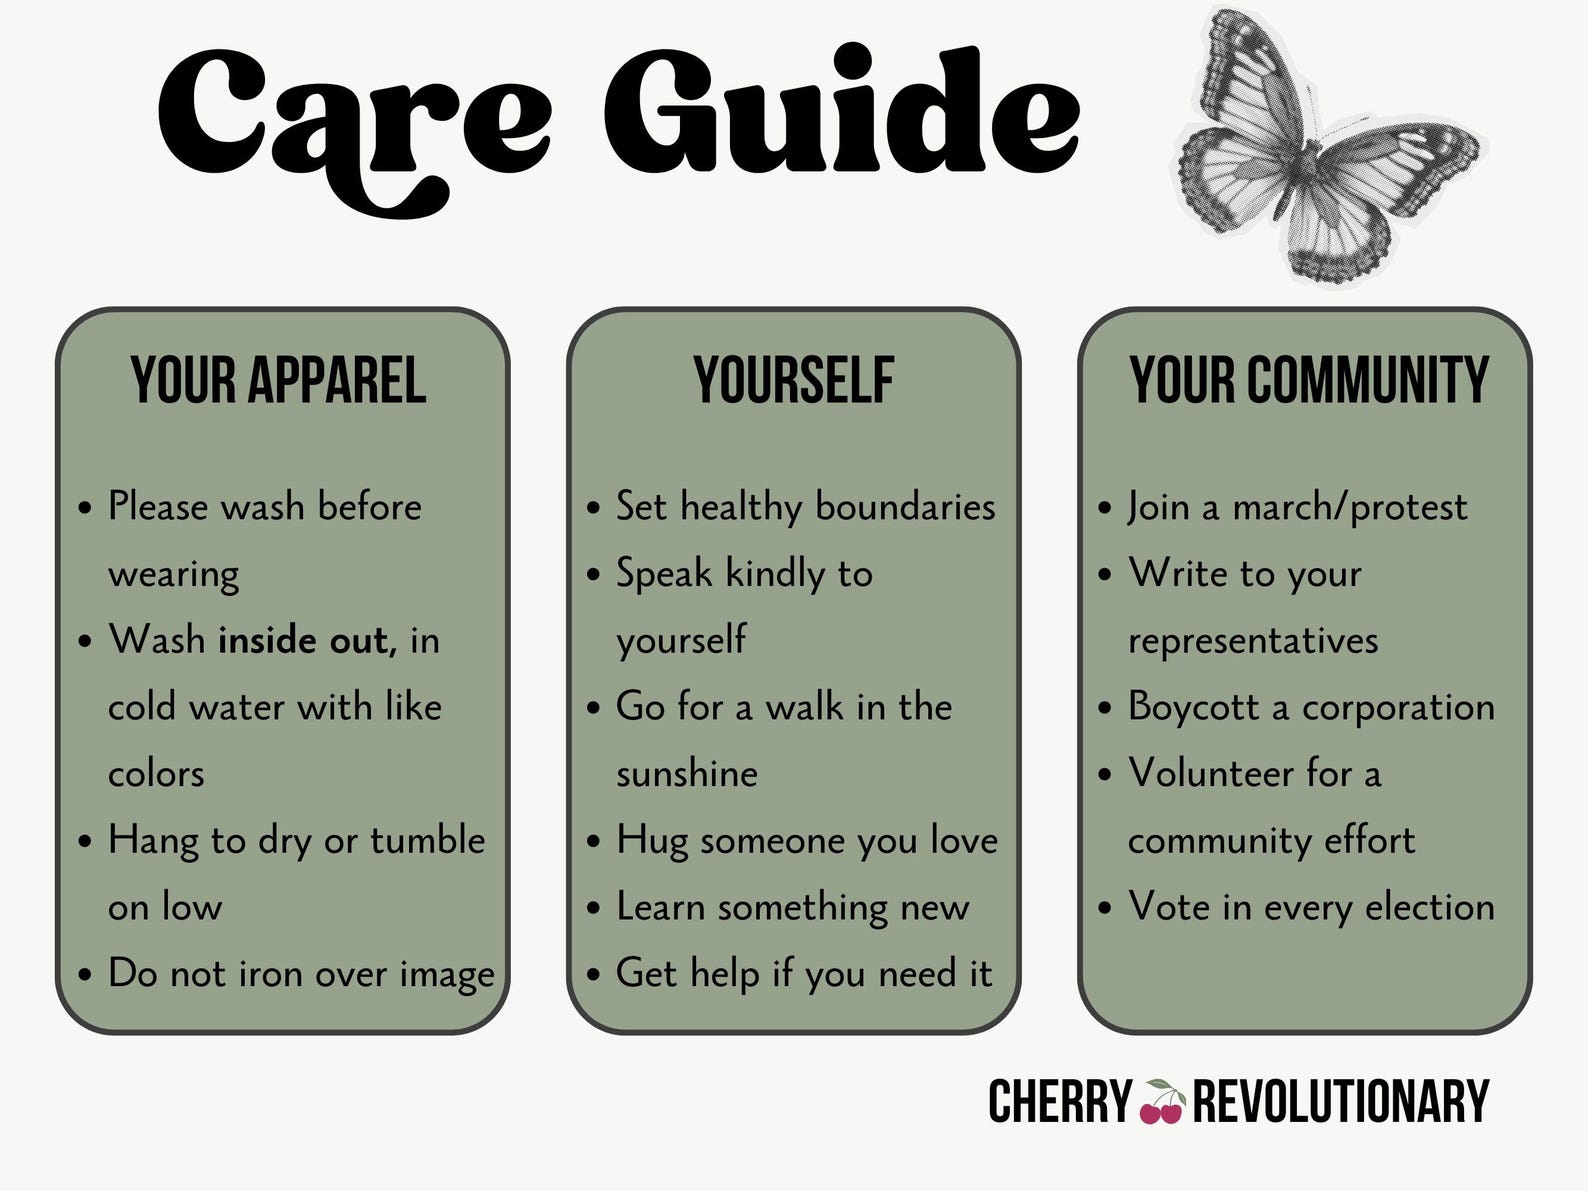 Care Guide
YOUR APPAREL
• Please wash before
wearing
• Wash inside out, in
cold water with like
colors
• Hang to dry or tumble
on low
• Do not iron over image
YOURSELF
• Set healthy boundaries
• Speak kindly to
yourself
• Go for a walk in the
sunshine
• Hug someone you love
• Learn something new
• Get help if you need it
YOUR COMMUNITY
• Join a march/protest
• Write to your
representatives
• Boycott a corporation
• Volunteer for a
community effort
• Vote in every election
CHERRY REVOLUTIONARY